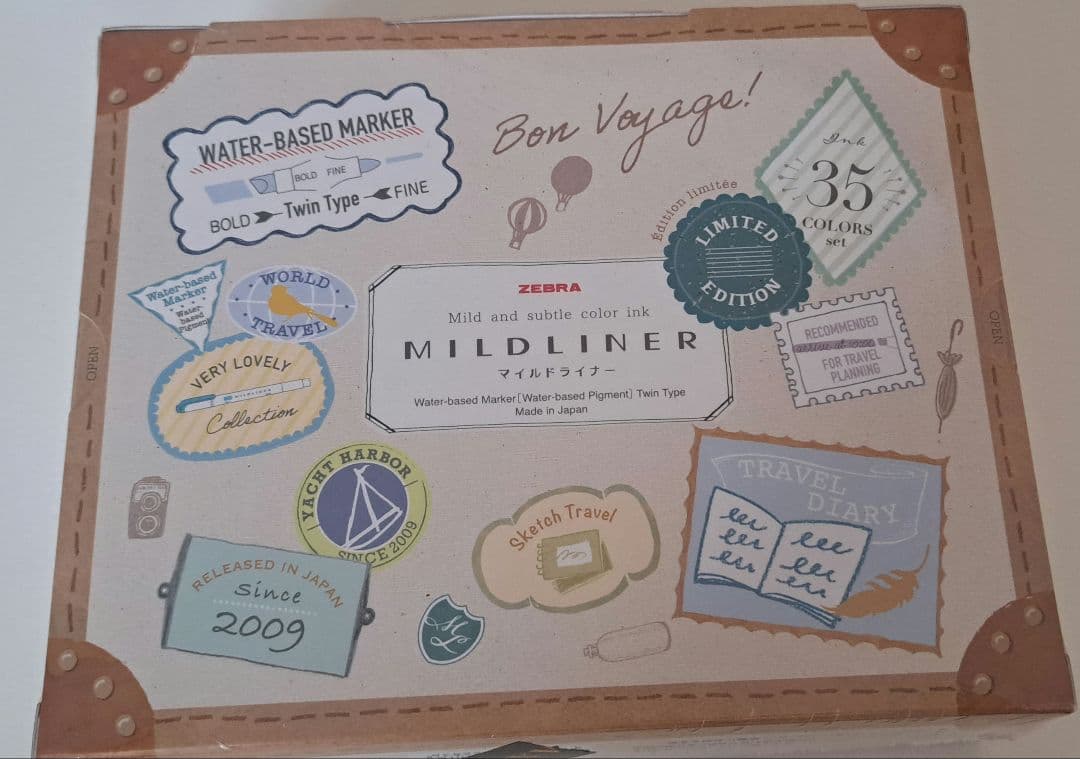 WATER-BASED MARKER
BOLD FINE
BOLD Twin Type FINE
Bon Voyage!
Ink
35
COLORS
set
Édition limitée
LIMITED
EDITION
Water-based
Marker
Water-
based
Pigment
WORLD
TRAVEL
ZEBRA
Mild and subtle color ink
MILDLINER
マイルドライナー
Water-based Marker[Water-based Pigment] Twin Type
Made in Japan
RECOMMENDED
FOR TRAVEL
PLANNING
OPEN
OPEN
VERY LOVELY
MILDLINER
Collection
YACHT HARBOR
SINCE 2009
Sketch Travel
TRAVEL
DIARY
RELEASED IN JAPAN
since
2009